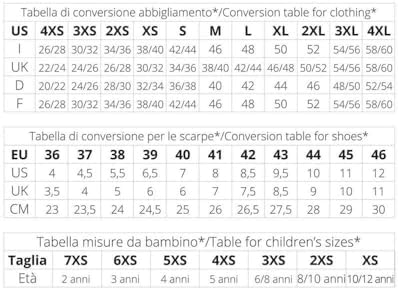 Tabella di conversione abbigliamento*/Conversion table for clothing*
US 4XS 3XS 2XS XS S M L XL 2XL 3XL 4XL
I 26/28 30/32 34/36 38/40 42/44 46 48 50 52 54/56 58/60
UK 22/24 24/26 26/28 30/32 34/36 38/40 42/44 46/48 50/52 54/56 58/60
D 20/22 24/26 28/30 32/34 36/38 40 42 44 46 48/50 52/54
F 26/28 30/32 34/36 38/40 42/44 46 48 50 52 54/56 58/60
Tabella di conversione per le scarpe*/Conversion table for shoes*
EU 36 37 38 39 40 41 42 43 44 45 46
US 4 4,5 5,5 6,5 7 8 8,5 9,5 10 11 12
UK 3,5 4 5 6 6 7 7,5 8,5 9 10 11
CM 23 23,5 24 24,5 25 26 26,5 27,5 28 29 30
Tabella misure da bambino*/Table for children's sizes*
Taglia 7XS 6XS 5XS 4XS 3XS 2XS XS
Età 2 anni 3 anni 4 anni 5 anni 6/8 anni 8/10 anni 10/12 anni